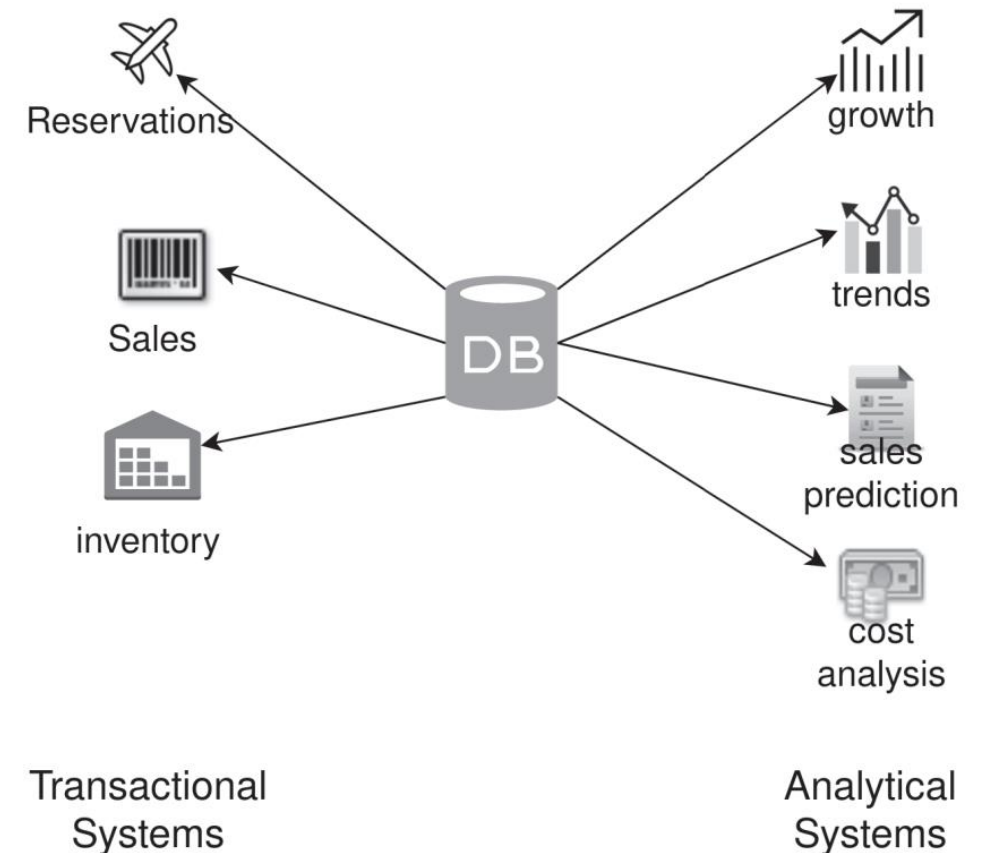 Reservations
growth
trends
Sales
DB
sales
prediction
inventory
cost
analysis
Transactional
Systems
Analytical
Systems